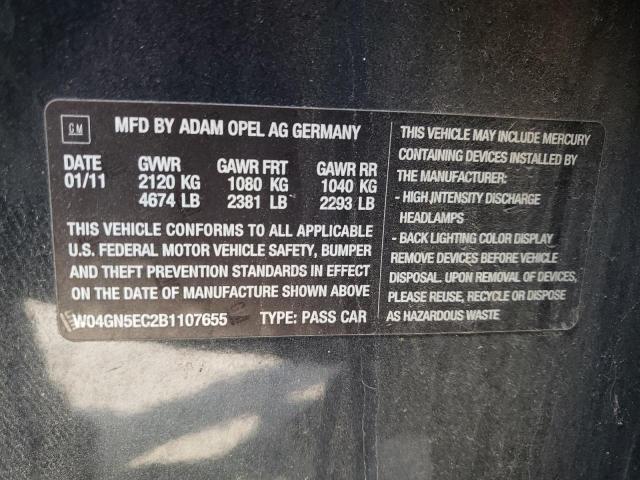 GM
MFD BY ADAM OPEL AG GERMANY
DATE GVWR GAWR FRT GAWR RR
01/11 2120 KG 1080 KG 1040 KG
4674 LB 2381 LB 2293 LB
THIS VEHICLE CONFORMS TO ALL APPLICABLE
U.S. FEDERAL MOTOR VEHICLE SAFETY, BUMPER
AND THEFT PREVENTION STANDARDS IN EFFECT
ON THE DATE OF MANUFACTURE SHOWN ABOVE
W04GN5EC2B1107655 TYPE: PASS CAR
THIS VEHICLE MAY INCLUDE MERCURY
CONTAINING DEVICES INSTALLED BY
THE MANUFACTURER:
- HIGH INTENSITY DISCHARGE
HEADLAMPS
- BACK LIGHTING COLOR DISPLAY
REMOVE DEVICES BEFORE VEHICLE
DISPOSAL. UPON REMOVAL OF DEVICES,
PLEASE REUSE, RECYCLE OR DISPOSE
AS HAZARDOUS WASTE